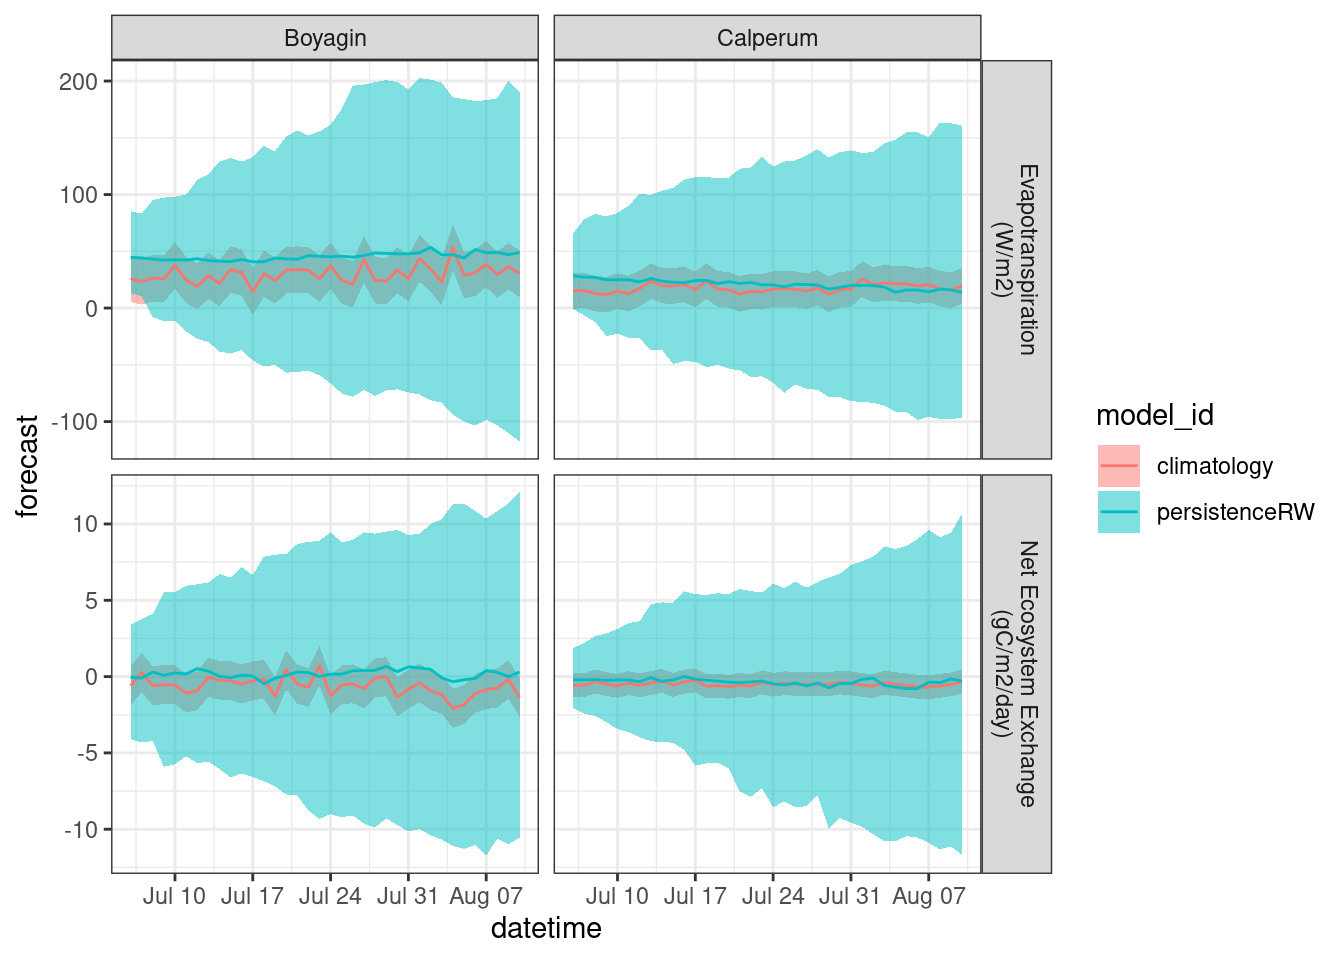 Boyagin
Calperum
200
100
0
-100
Evapotranspiration
(W/m2)
10
5
0
-5
-10
Net Ecosystem Exchange
(gC/m2/day)
forecast
Jul 10
Jul 17
Jul 24
Jul 31
Aug 07
Jul 10
Jul 17
Jul 24
Jul 31
Aug 07
datetime
model_id
climatology
persistenceRW